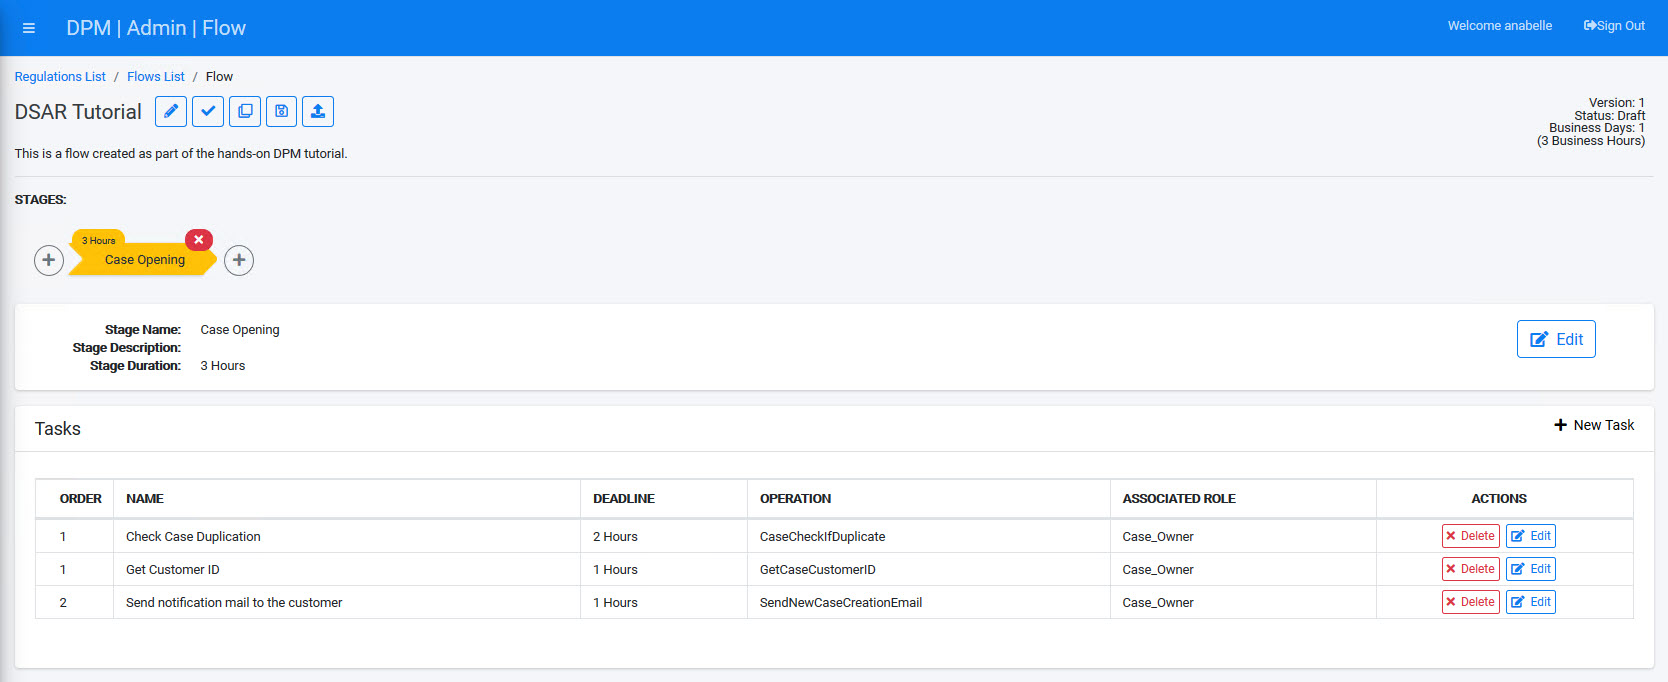 DPM | Admin | Flow
Welcome anabelle
Sign Out
Regulations List / Flows List / Flow
DSAR Tutorial
Version: 1
Status: Draft
Business Days: 1
(3 Business Hours)
This is a flow created as part of the hands-on DPM tutorial.
STAGES:
3 Hours
Case Opening
Stage Name: Case Opening
Stage Description:
Stage Duration: 3 Hours
Edit
Tasks
New Task
ORDER NAME DEADLINE OPERATION ASSOCIATED ROLE ACTIONS
1 Check Case Duplication 2 Hours CaseCheckIfDuplicate Case_Owner Delete Edit
1 Get Customer ID 1 Hours GetCaseCustomerID Case_Owner Delete Edit
2 Send notification mail to the customer 1 Hours SendNewCaseCreationEmail Case_Owner Delete Edit